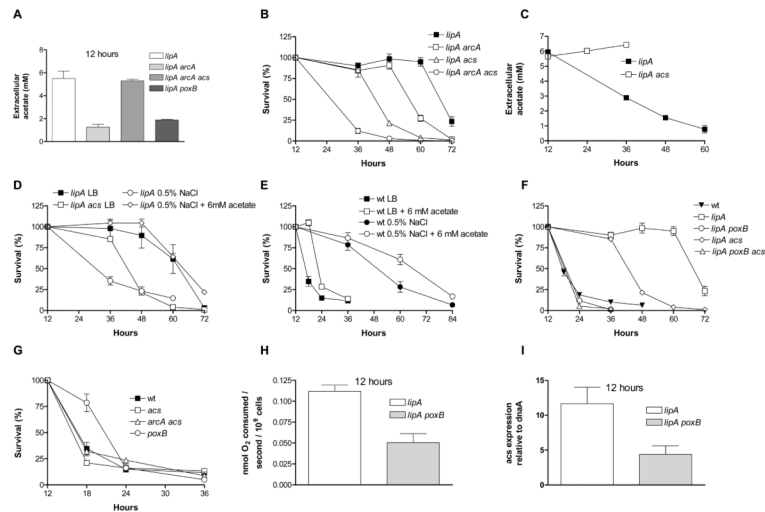 A
12 hours
lipA
lipA arcA
lipA arcA acs
lipA poxB
Extracellular
acetate (mM)
6
4
2
0
B
lipA
lipA arcA
lipA acs
lipA arcA acs
Survival (%)
100
75
50
25
0
12 24 36 48 60 72
Hours
C
lipA
lipA acs
Extracellular
acetate (mM)
7
6
5
4
3
2
1
0
12 24 36 48 60
Hours
D
lipA LB
lipA acs LB
lipA 0.5% NaCl
lipA 0.5% NaCl + 6mM acetate
Survival (%)
100
75
50
25
0
12 24 36 48 60 72
Hours
E
wt LB
wt LB + 6 mM acetate
wt 0.5% NaCl
wt 0.5% NaCl + 6 mM acetate
Survival (%)
100
75
50
25
0
12 24 36 48 60 72 84
Hours
F
wt
lipA
lipA poxB
lipA acs
lipA poxB acs
Survival (%)
100
75
50
25
0
12 24 36 48 60 72
Hours
G
wt
acs
arcA acs
poxB
Survival (%)
100
75
50
25
0
12 18 24 30 36
Hours
H
12 hours
lipA
lipA poxB
nmol O2 consumed /
second / 10⁹ cells
0.125
0.100
0.075
0.050
0.025
0.000
I
12 hours
lipA
lipA poxB
acs expression
relative to dnaA
15
10
5
0